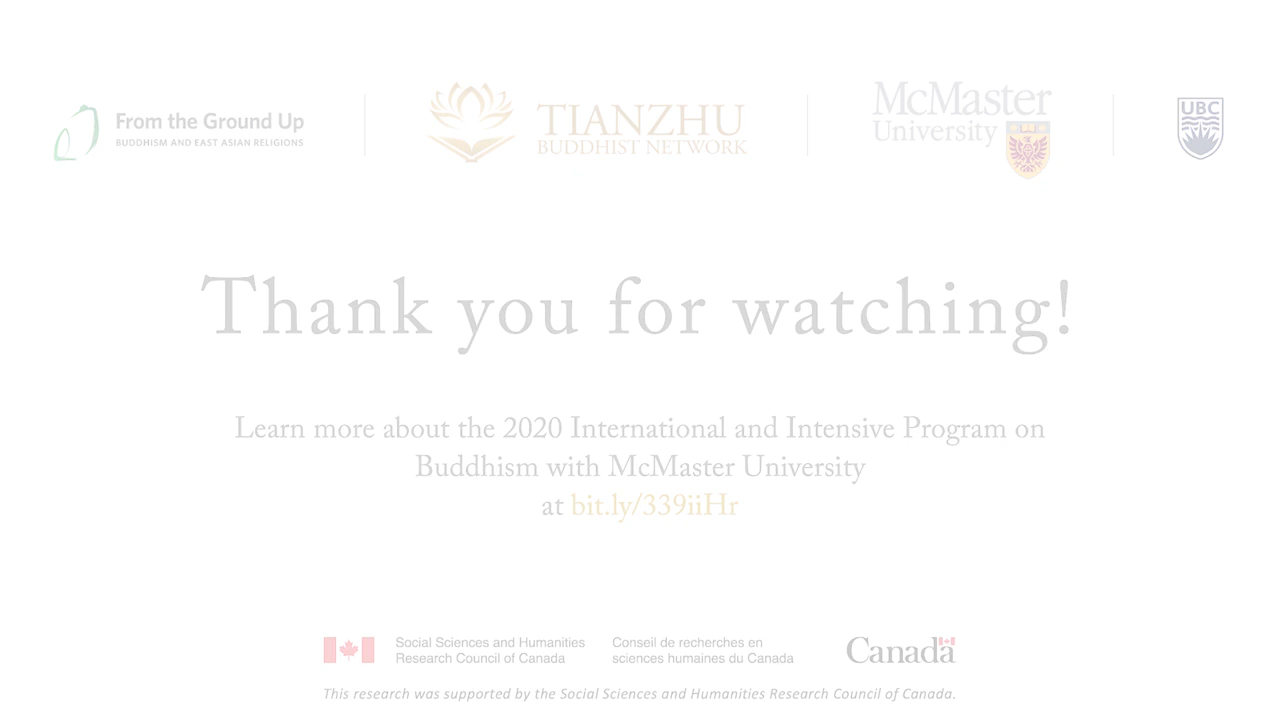 From the Ground Up
BUDDHISM AND EAST ASIAN RELIGIONS
TIANZHU
BUDDHIST NETWORK
McMaster
University
UBC
Thank you for watching!
Learn more about the 2020 International and Intensive Program on
Buddhism with McMaster University
at bit.ly/339iiHr
Social Sciences and Humanities
Research Council of Canada
Conseil de recherches en
sciences humaines du Canada
Canada
This research was supported by the Social Sciences and Humanities Research Council of Canada.